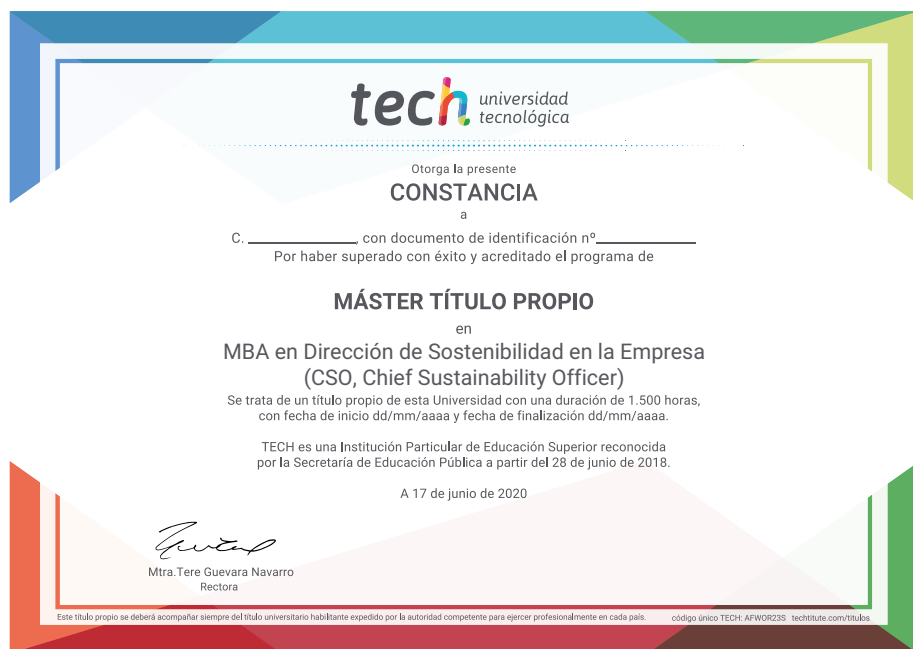 tech universidad
tecnológica
Otorga la presente
CONSTANCIA
a
C. ____________, con documento de identificación nº___________
Por haber superado con éxito y acreditado el programa de
MÁSTER TÍTULO PROPIO
en
MBA en Dirección de Sostenibilidad en la Empresa
(CSO, Chief Sustainability Officer)
Se trata de un título propio de esta Universidad con una duración de 1.500 horas,
con fecha de inicio dd/mm/aaaa y fecha de finalización dd/mm/aaaa.
TECH es una Institución Particular de Educación Superior reconocida
por la Secretaría de Educación Pública a partir del 28 de junio de 2018.
A 17 de junio de 2020
Mtra.Tere Guevara Navarro
Rectora
Este título propio se deberá acompañar siempre del título universitario habilitante expedido por la autoridad competente para ejercer profesionalmente en cada país. código único TECH: AFWOR23S techtitute.com/titulos